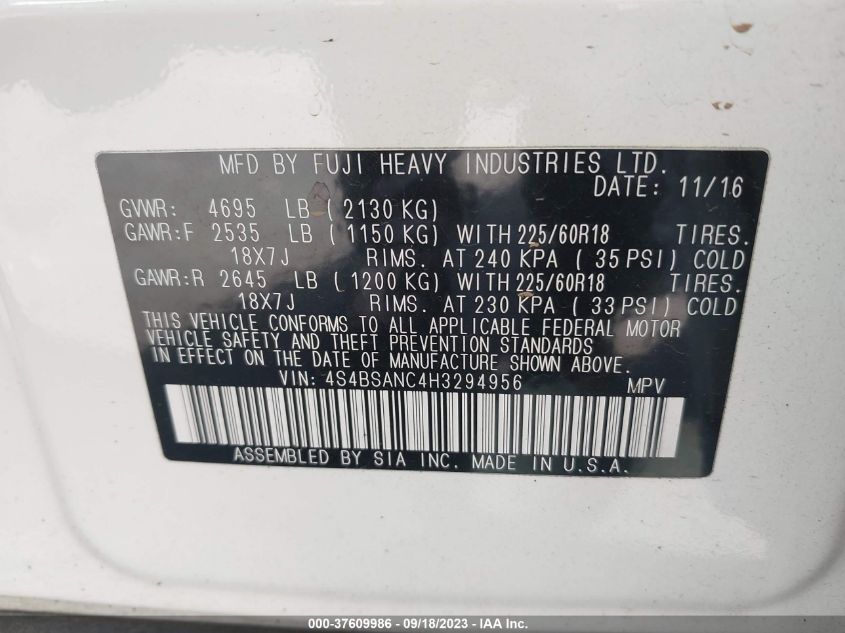 MFD BY FUJI HEAVY INDUSTRIES LTD.
DATE: 11/16
GVWR: 4695 LB (2130 KG)
GAWR:F 2535 LB (1150 KG) WITH 225/60R18 TIRES.
18X7J RIMS. AT 240 KPA (35 PSI) COLD
GAWR:R 2645 LB (1200 KG) WITH 225/60R18 TIRES.
18X7J RIMS. AT 230 KPA (33 PSI) COLD
THIS VEHICLE CONFORMS TO ALL APPLICABLE FEDERAL MOTOR
VEHICLE SAFETY AND THEFT PREVENTION STANDARDS
IN EFFECT ON THE DATE OF MANUFACTURE SHOWN ABOVE.
VIN: 4S4BSANC4H3294956 MPV
ASSEMBLED BY SIA INC. MADE IN U.S.A.
000-37609986 - 09/18/2023 - IAA Inc.